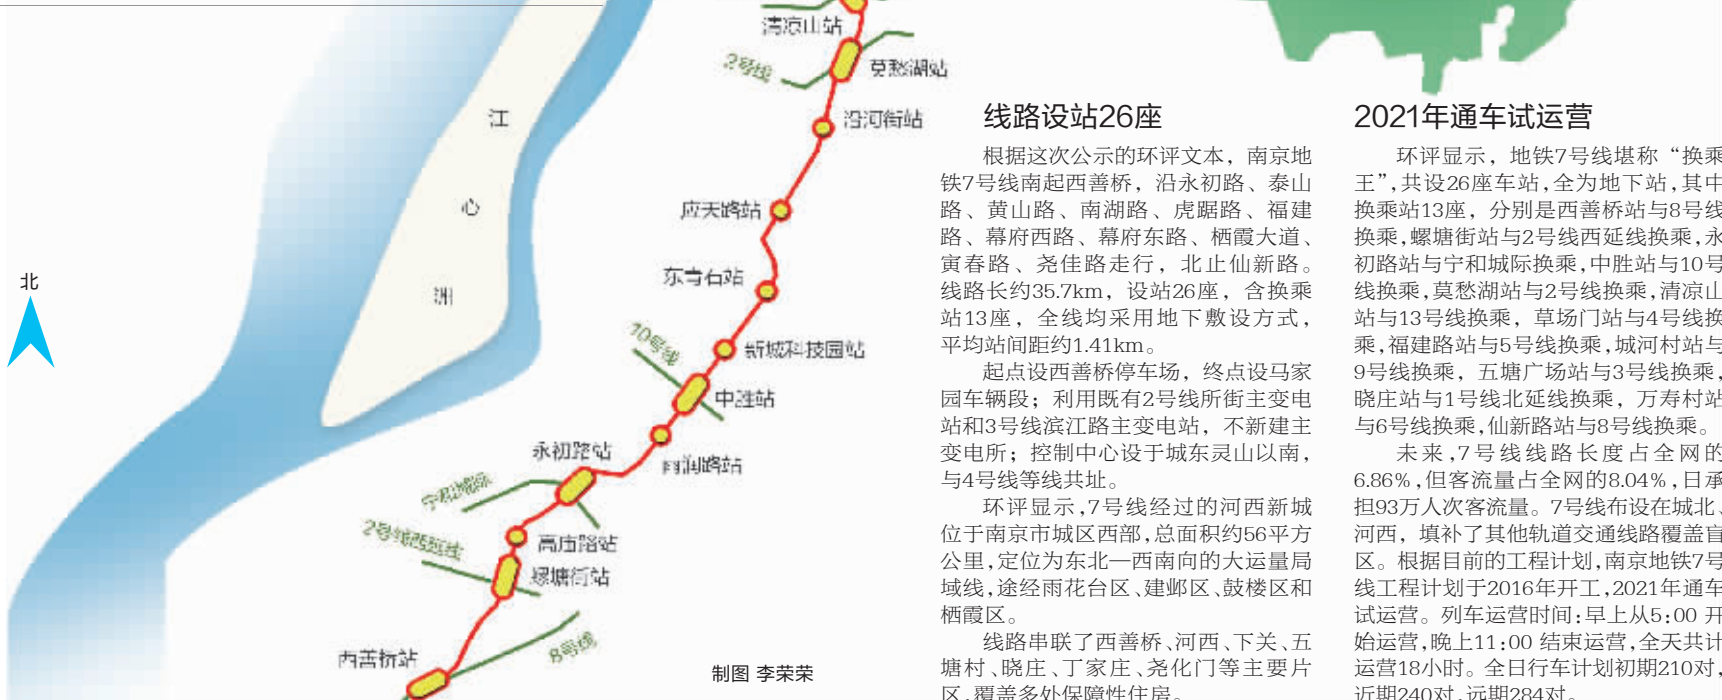 清凉山站
2号线
莫愁湖站
沿河街站
应天路站
东青石站
10号线
新城科技园站
中胜站
雨润路站
永初路站
宁和城际
高庙路站
2号线西延线
螺塘街站
8号线
西善桥站
江
心
洲
北
制图 李荣荣
线路设站26座
根据这次公示的环评文本，南京地
铁7号线南起西善桥，沿永初路、泰山
路、黄山路、南湖路、虎踞路、福建
路、幕府西路、幕府东路、栖霞大道、
寅春路、尧佳路走行，北止仙新路。
线路长约35.7km，设站26座，含换乘
站13座，全线均采用地下敷设方式，
平均站间距约1.41km。
起点设西善桥停车场，终点设马家
园车辆段；利用既有2号线所街主变电
站和3号线滨江路主变电站，不新建主
变电所；控制中心设于城东灵山以南，
与4号线等线共址。
环评显示,7号线经过的河西新城
位于南京市城区西部,总面积约56平方
公里,定位为东北—西南向的大运量局
域线,途经雨花台区、建邺区、鼓楼区和
栖霞区。
线路串联了西善桥、河西、下关、五
塘村、晓庄、丁家庄、尧化门等主要片
区,覆盖多处保障性住房。
2021年通车试运营
环评显示，地铁7号线堪称“换乘
王”,共设26座车站,全为地下站,其中
换乘站13座，分别是西善桥站与8号线
换乘,螺塘街站与2号线西延线换乘,永
初路站与宁和城际换乘,中胜站与10号
线换乘,莫愁湖站与2号线换乘,清凉山
站与13号线换乘，草场门站与4号线换
乘,福建路站与5号线换乘,城河村站与
9号线换乘，五塘广场站与3号线换乘,
晓庄站与1号线北延线换乘，万寿村站
与6号线换乘,仙新路站与8号线换乘。
未来,7号线线路长度占全网的
6.86%,但客流量占全网的8.04%,日承
担93万人次客流量。7号线布设在城北、
河西，填补了其他轨道交通线路覆盖盲
区。根据目前的工程计划,南京地铁7号
线工程计划于2016年开工,2021年通车
试运营。列车运营时间:早上从5:00 开
始运营,晚上11:00 结束运营,全天共计
运营18小时。全日行车计划初期210对,
近期240对,远期284对。